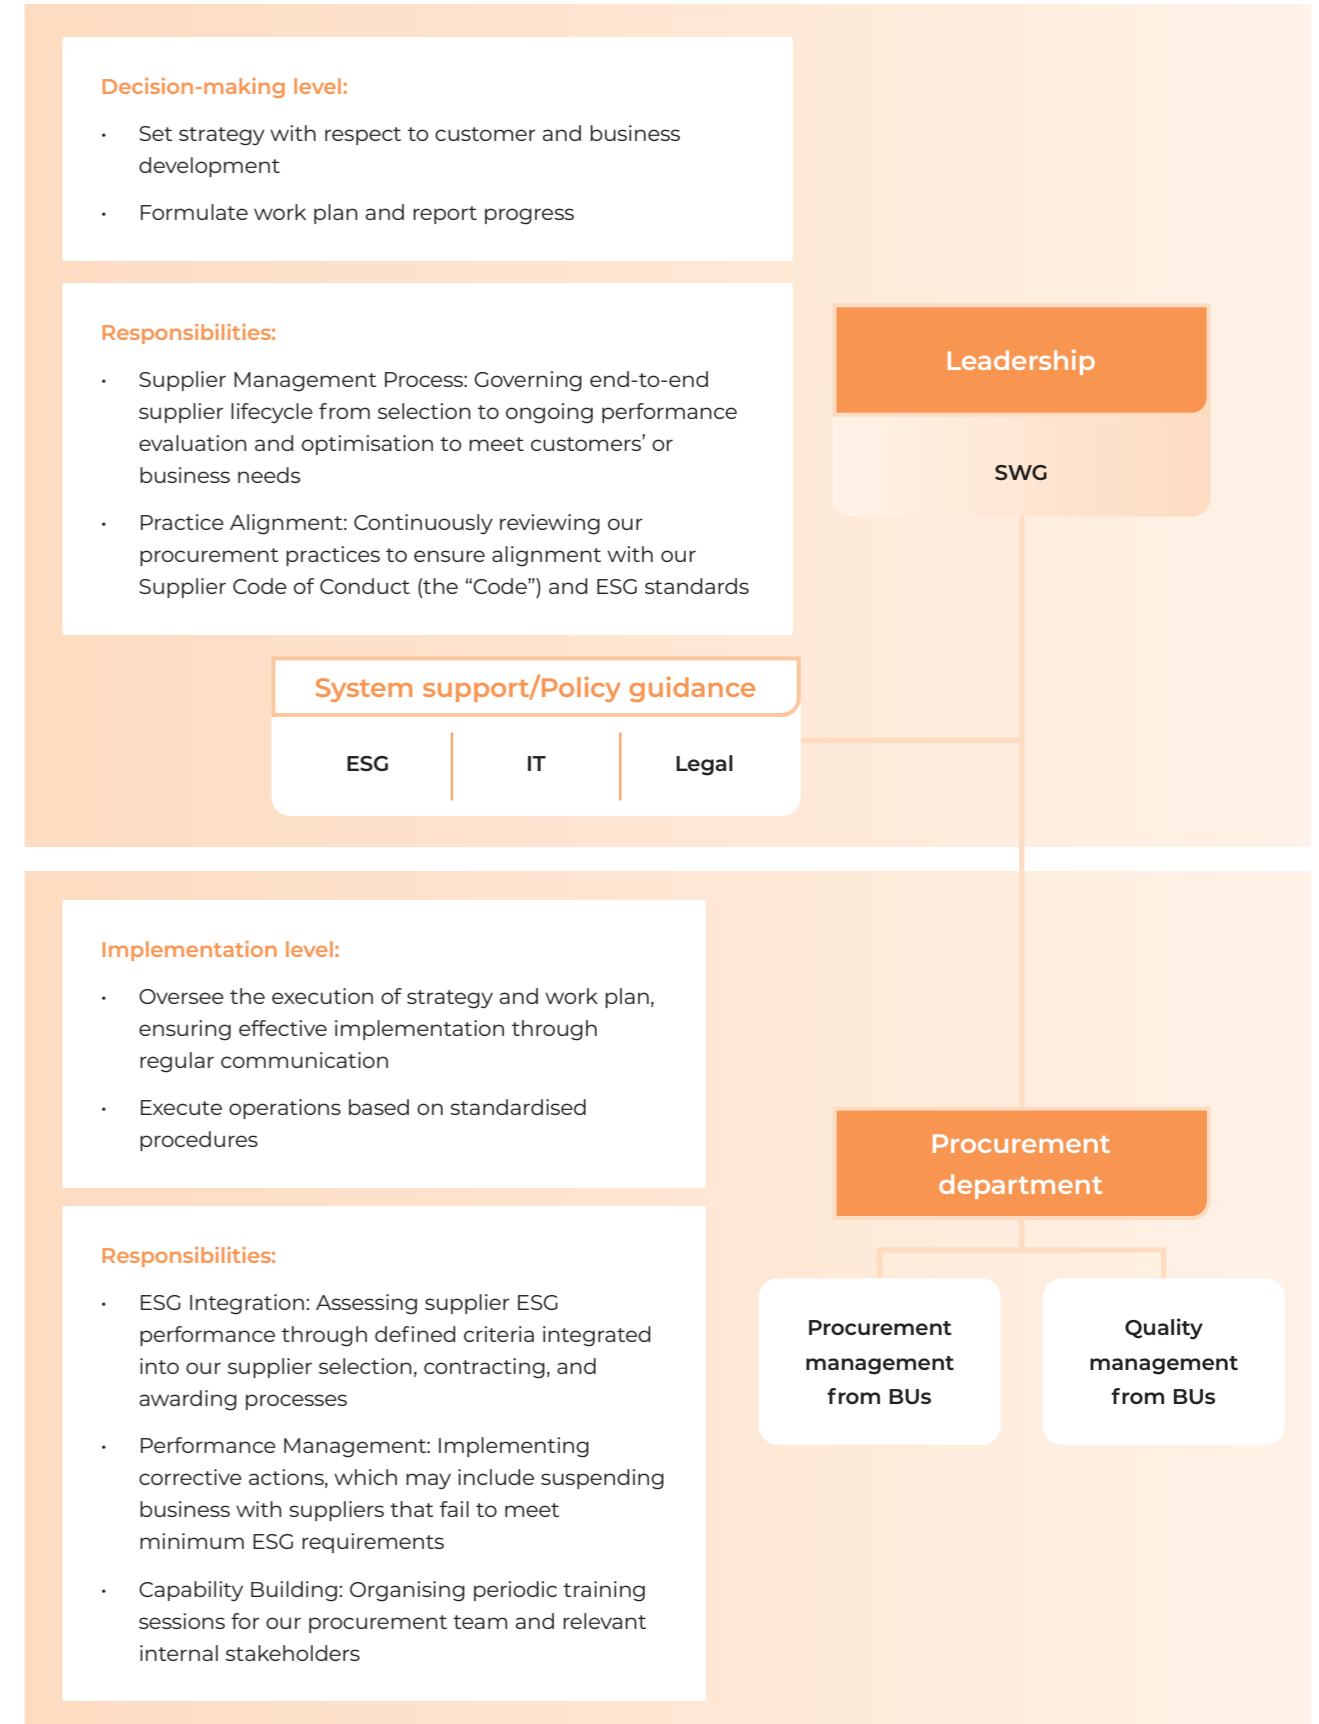 Decision-making level:
• Set strategy with respect to customer and business
development
• Formulate work plan and report progress
Responsibilities:
• Supplier Management Process: Governing end-to-end
supplier lifecycle from selection to ongoing performance
evaluation and optimisation to meet customers’ or
business needs
• Practice Alignment: Continuously reviewing our
procurement practices to ensure alignment with our
Supplier Code of Conduct (the “Code”) and ESG standards
Leadership
SWG
System support/Policy guidance
ESG
IT
Legal
Implementation level:
• Oversee the execution of strategy and work plan,
ensuring effective implementation through
regular communication
• Execute operations based on standardised
procedures
Responsibilities:
• ESG Integration: Assessing supplier ESG
performance through defined criteria integrated
into our supplier selection, contracting, and
awarding processes
• Performance Management: Implementing
corrective actions, which may include suspending
business with suppliers that fail to meet
minimum ESG requirements
• Capability Building: Organising periodic training
sessions for our procurement team and relevant
internal stakeholders
Procurement
department
Procurement
management
from BUs
Quality
management
from BUs